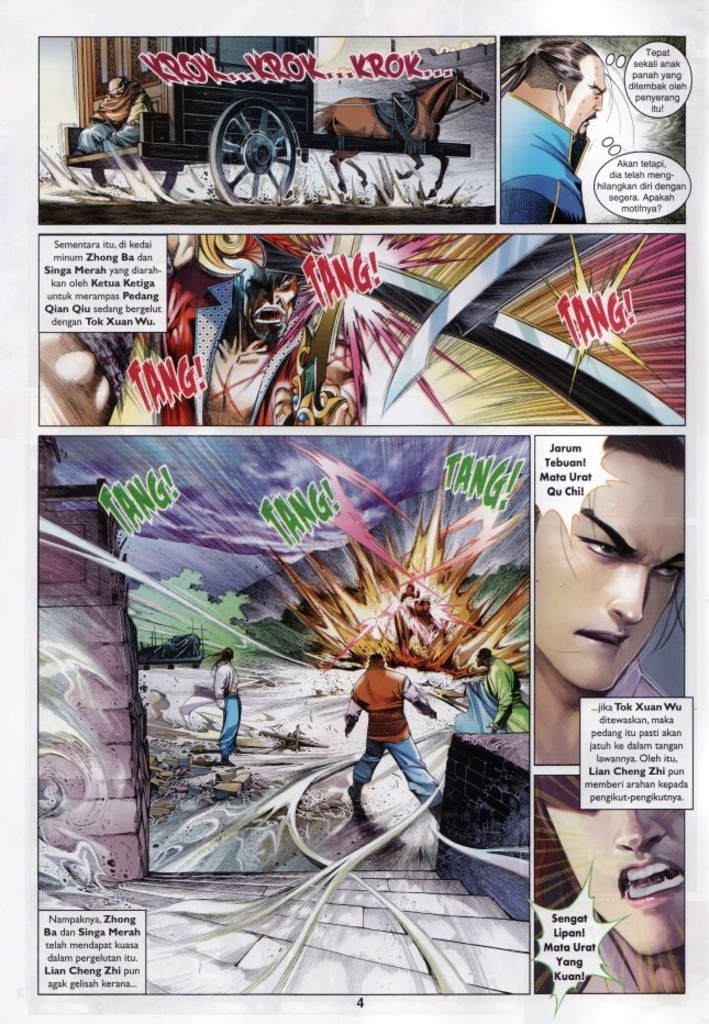 KROK...KROK...KROK...
Tepat
sekali anak
panah yang
ditembak oleh
penyerang
itu!
Akan tetapi,
dia telah meng-
hilangkan diri dengan
segera. Apakah
motifnya?
Sementara itu, di kedai
minum Zhong Ba dan
Singa Merah yang diarah-
kan oleh Ketua Ketiga
untuk merampas Pedang
Qian Qiu sedang bergelut
dengan Tok Xuan Wu.
TANG!
TANG!
TANG!
TANG!
TANG!
TANG!
Nampaknya, Zhong
Ba dan Singa Merah
telah mendapat kuasa
dalam pergelutan itu.
Lian Cheng Zhi pun
agak gelisah kerana...
Jarum
Tebuan!
Mata Urat
Qu Chi!
...jika Tok Xuan Wu
ditewaskan, maka
pedang itu pasti akan
jatuh ke dalam tangan
lawannya. Oleh itu,
Lian Cheng Zhi pun
memberi arahan kepada
pengikut-pengikutnya.
Sengat
Lipan!
Mata Urat
Yang
Kuan!
4